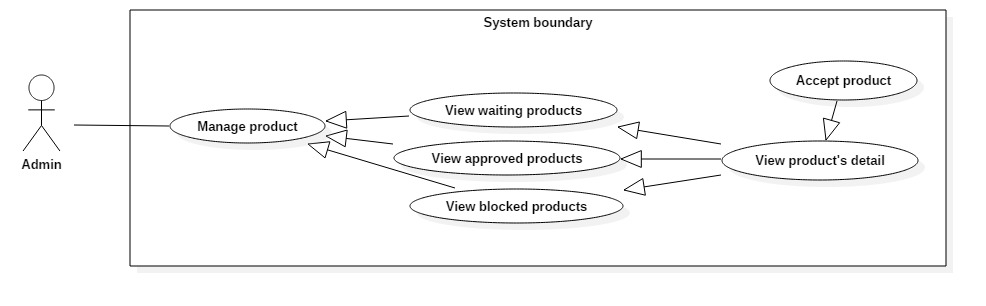 System boundary
Accept product
View waiting products
Manage product
View approved products
View product's detail
Admin
View blocked products